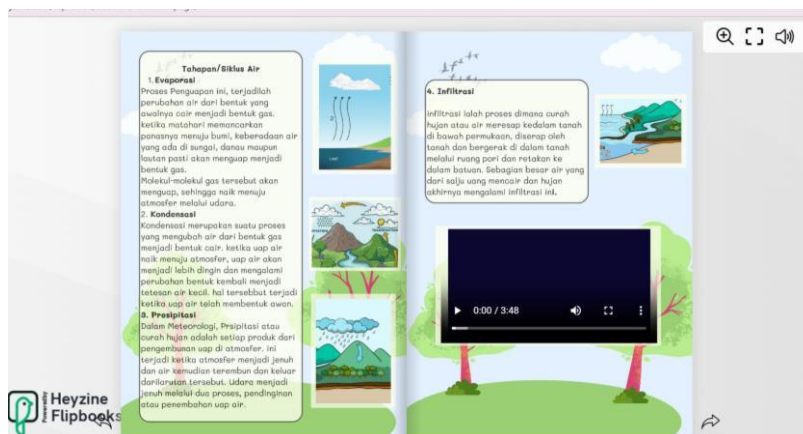 Tahapan/Siklus Air
1. Evaporasi
Proses Penguapan ini, terjadilah
perubahan air dari bentuk yang
awalnya cair menjadi bentuk gas.
ketika matahari memancarkan
panasnya menuju bumi, keberadaan air
yang ada di sungai, danau maupun
lautan pasti akan menguap menjadi
bentuk gas.
Molekul-molekul gas tersebut akan
menguap, sehingga naik menuju
atmosfer melalui udara.
2. Kondensasi
Kondensasi merupakan suatu proses
yang mengubah air dari bentuk gas
menjadi bentuk cair. ketika uap air
naik menuju atmosfer, uap air akan
menjadi lebih dingin dan mengalami
perubahan bentuk kembali menjadi
tetesan air kecil. hal tersebbut terjadi
ketika uap air telah membentuk awan.
3. Presipitasi
Dalam Meteorologi, Prsipitasi atau
curah hujan adalah setiap produk dari
pengembunan uap di atmosfer. ini
terjadi ketika atmosfer menjadi jenuh
dan air kemudian terembun dan keluar
darilarutan tersebut. Udara menjadi
jenuh melalui dua proses, pendinginan
atau penembahan uap air.
4. Infiltrasi
Infiltrasi ialah proses dimana curah
hujan atau air meresap kedalam tanah
di bawah permukaan, diserap oleh
tanah dan bergerak di dalam tanah
melalui ruang pori dan retakan ke
dalam batuan. Sebagian besar air yang
dari salju yang mencair dan hujan
akhirnya mengalami infiltrasi ini.
0:00 / 3:48
Heyzine
Flipbooks